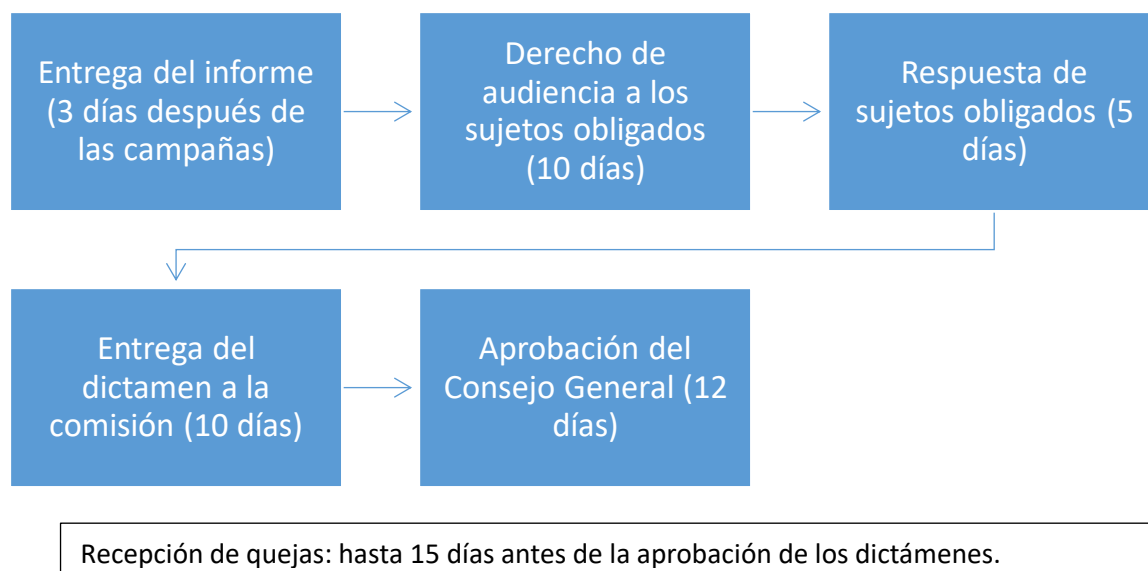 Entrega del informe
(3 días después de
las campañas)
Derecho de
audiencia a los
sujetos obligados
(10 días)
Respuesta de
sujetos obligados (5
días)
Entrega del
dictamen a la
comisión (10 días)
Aprobación del
Consejo General (12
días)
Recepción de quejas: hasta 15 días antes de la aprobación de los dictámenes.